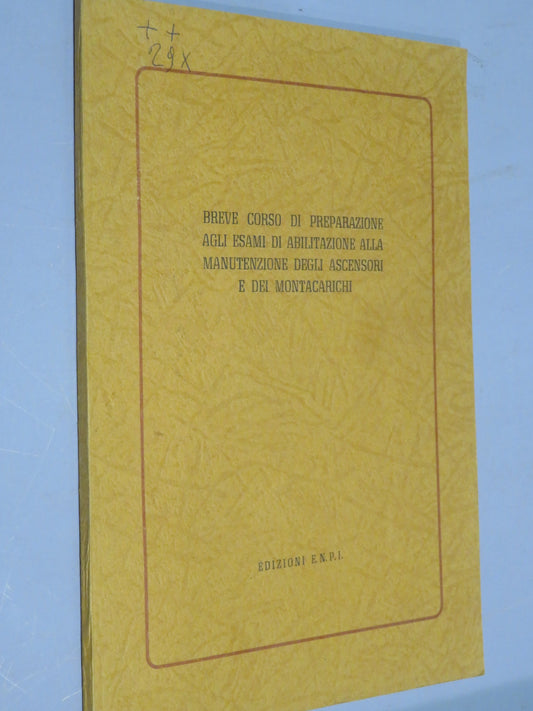 ++
29x
BREVE CORSO DI PREPARAZIONE
AGLI ESAMI DI ABILITAZIONE ALLA
MANUTENZIONE DEGLI ASCENSORI
E DEI MONTACARICHI
EDIZIONI E.N.P.I.